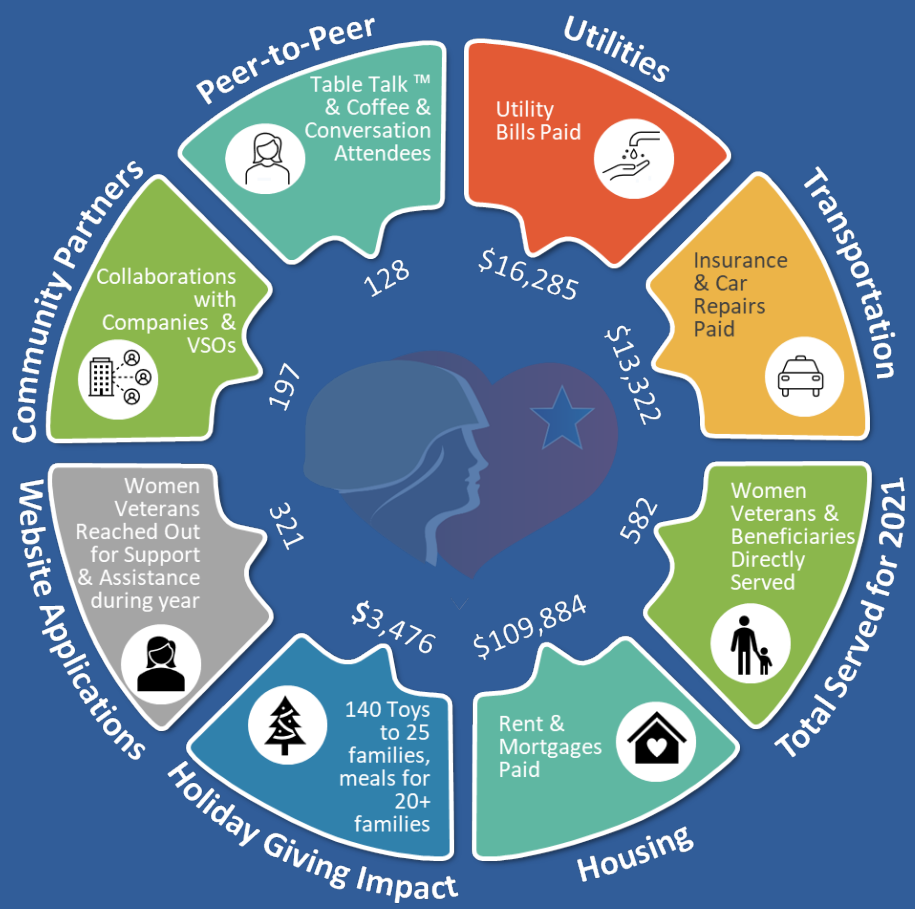 Utilities
Utility
Bills Paid
$16,285
Transportation
Insurance
& Car
Repairs
Paid
$13,322
Total Served for 2021
Women
Veterans &
Beneficiaries
Directly
Served
582
Housing
Rent &
Mortgages
Paid
$109,884
Holiday Giving Impact
140 Toys
to 25
families,
meals for
20+
families
$3,476
Website Applications
Women
Veterans
Reached Out
for Support
& Assistance
during year
321
Community Partners
Collaborations
with
Companies &
VSOs
197
Peer-to-Peer
Table Talk ™
& Coffee &
Conversation
Attendees
128